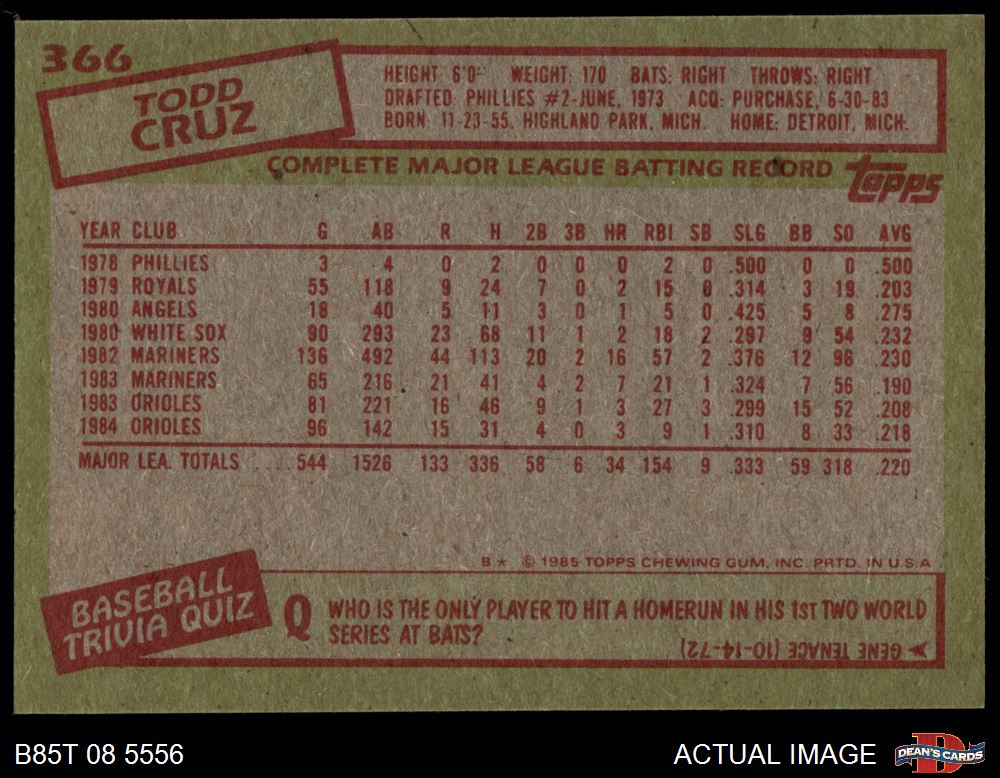 366
TODD
CRUZ
HEIGHT 6'0" WEIGHT: 170 BATS: RIGHT THROWS: RIGHT
DRAFTED PHILLIES #2-JUNE, 1973 ACQ: PURCHASE, 6-30-83
BORN 11-23-55, HIGHLAND PARK, MICH. HOME: DETROIT, MICH.
COMPLETE MAJOR LEAGUE BATTING RECORD
topps
YEAR CLUB G AB R H 2B 3B HR RBI SB SLG BB SO AVG
1978 PHILLIES 3 4 0 2 0 0 0 2 0 .500 0 0 .500
1979 ROYALS 55 118 9 24 7 0 2 15 0 .314 3 19 .203
1980 ANGELS 18 40 5 11 3 0 1 5 0 .425 5 8 .275
1980 WHITE SOX 90 293 23 68 11 1 2 18 2 .297 9 54 .232
1982 MARINERS 136 492 44 113 20 2 16 57 2 .376 12 96 .230
1983 MARINERS 65 216 21 41 4 2 7 21 1 .324 7 56 .190
1983 ORIOLES 81 221 16 46 9 1 3 27 3 .299 15 52 .208
1984 ORIOLES 96 142 15 31 4 0 3 9 1 .310 8 33 .218
MAJOR LEA. TOTALS ....544 1526 133 336 58 6 34 154 9 .333 59 318 .220
B* © 1985 TOPPS CHEWING GUM, INC. PRTD. IN U.S.A
BASEBALL
TRIVIA QUIZ
Q WHO IS THE ONLY PLAYER TO HIT A HOMERUN IN HIS 1ST TWO WORLD
SERIES AT BATS?
GENE TENACE (10-14-72)
B85T 08 5556
ACTUAL IMAGE
DEAN'S CARDS